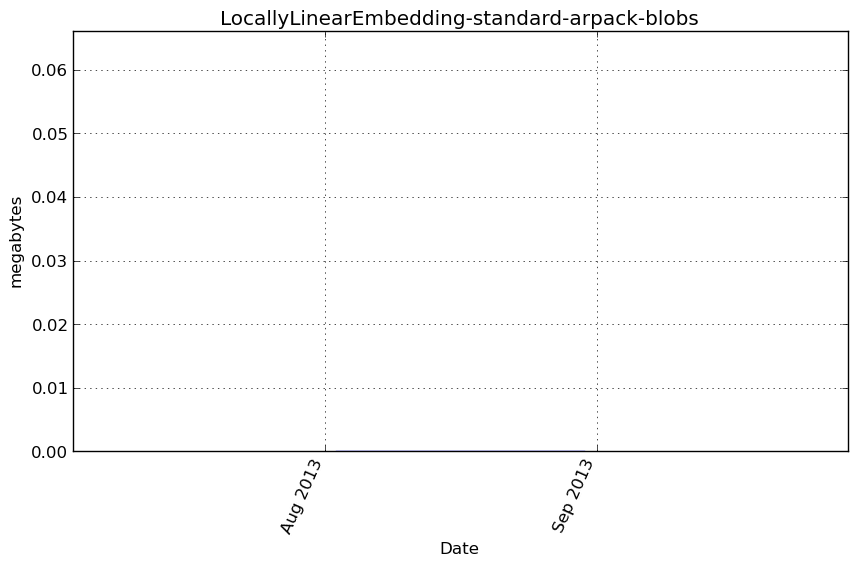 LocallyLinearEmbedding-standard-arpack-blobs
0.06
0.05
0.04
0.03
0.02
0.01
0.00
megabytes
Aug 2013
Sep 2013
Date